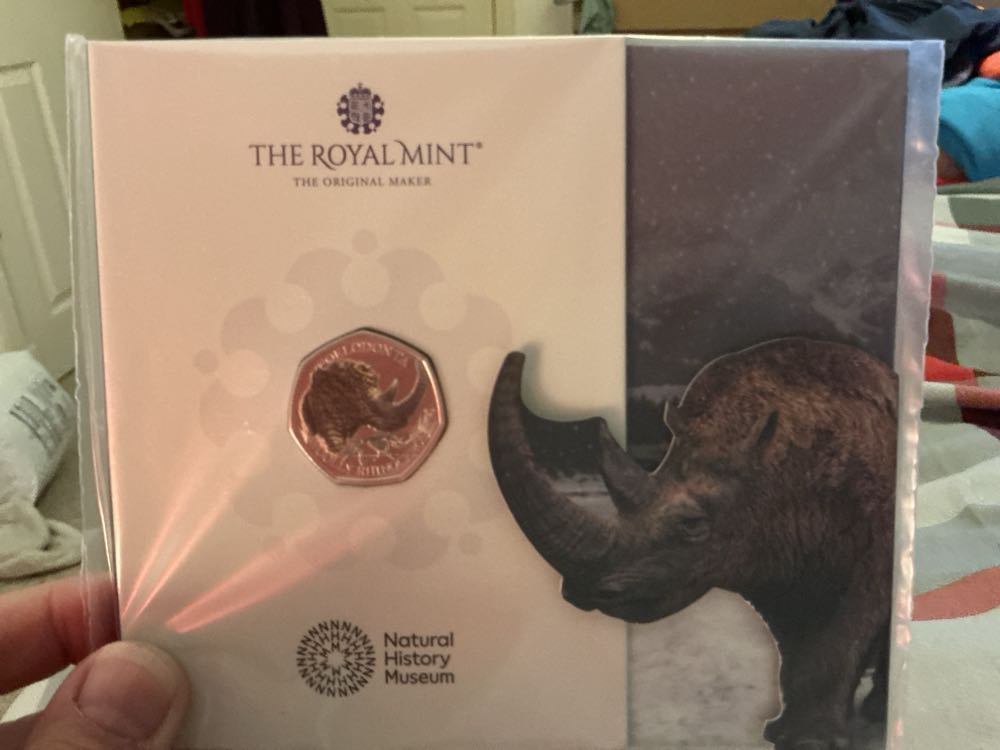 THE ROYAL MINT®
THE ORIGINAL MAKER
Natural
History
Museum